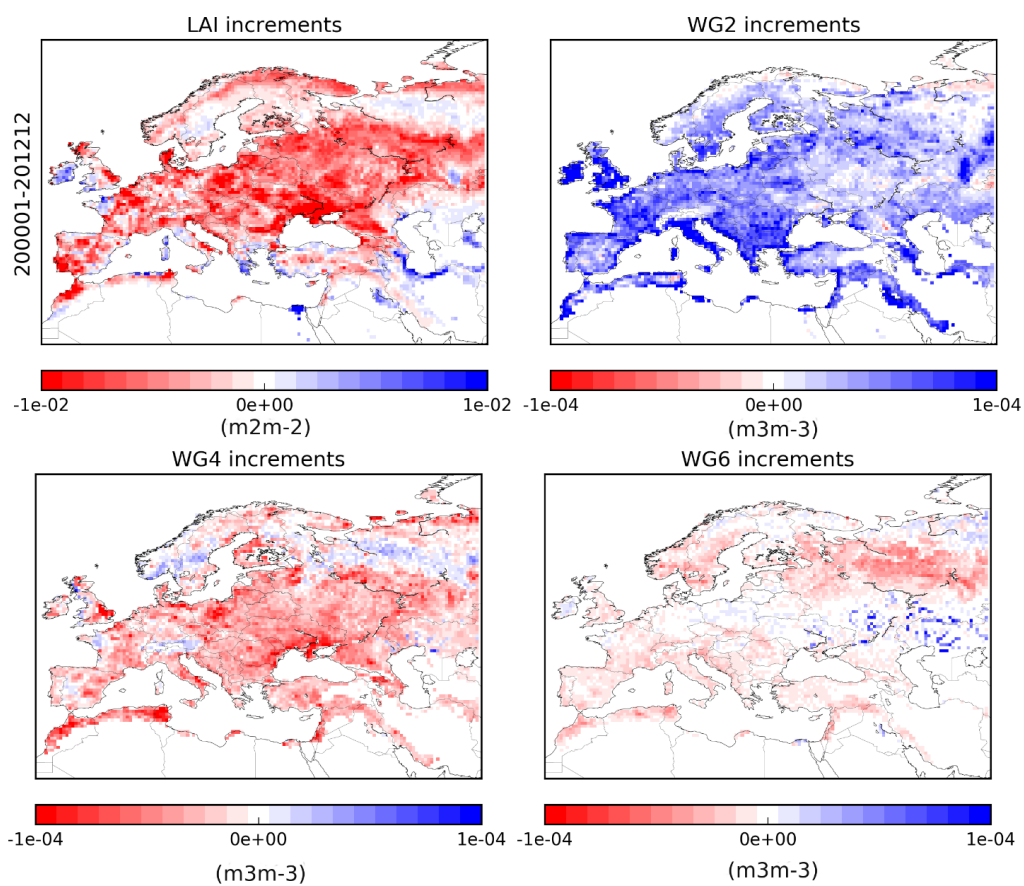 LAI increments
WG2 increments
200001-201212
-1e-02 0e+00 1e-02
(m2m-2)
-1e-04 0e+00 1e-04
(m3m-3)
WG4 increments
WG6 increments
-1e-04 0e+00 1e-04
(m3m-3)
-1e-04 0e+00 1e-04
(m3m-3)